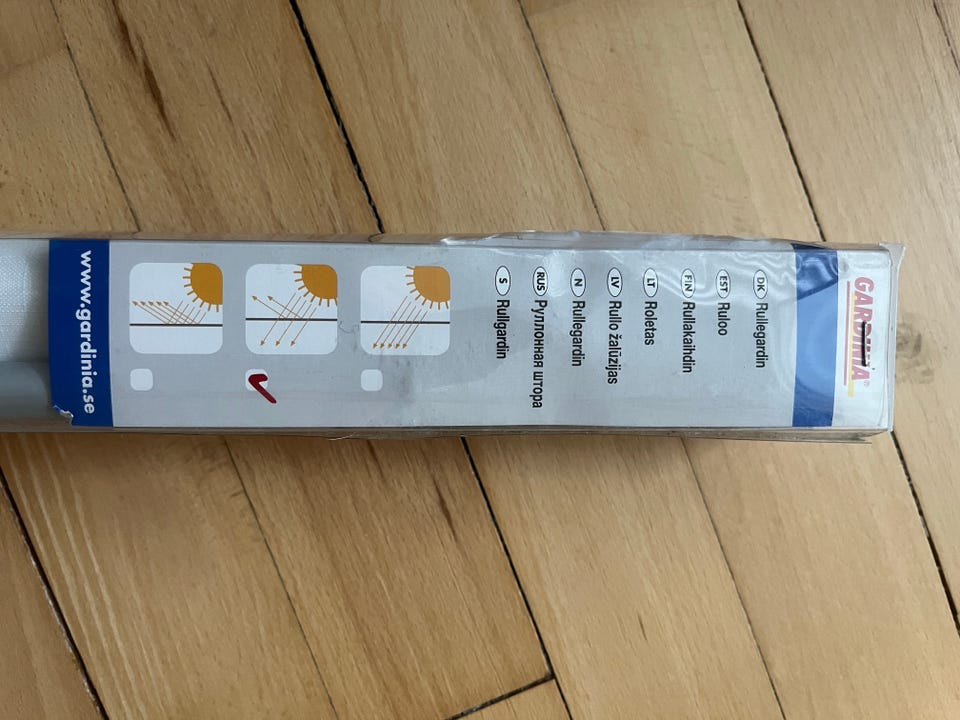 GARDINIA®
DK Rullegardin
EST Ruloo
FIN Rullakaihdin
LT Roletas
LV Rullo žalūzijas
N Rullegardin
RUS Рулонная штора
S Rullgardin
www.gardinia.se